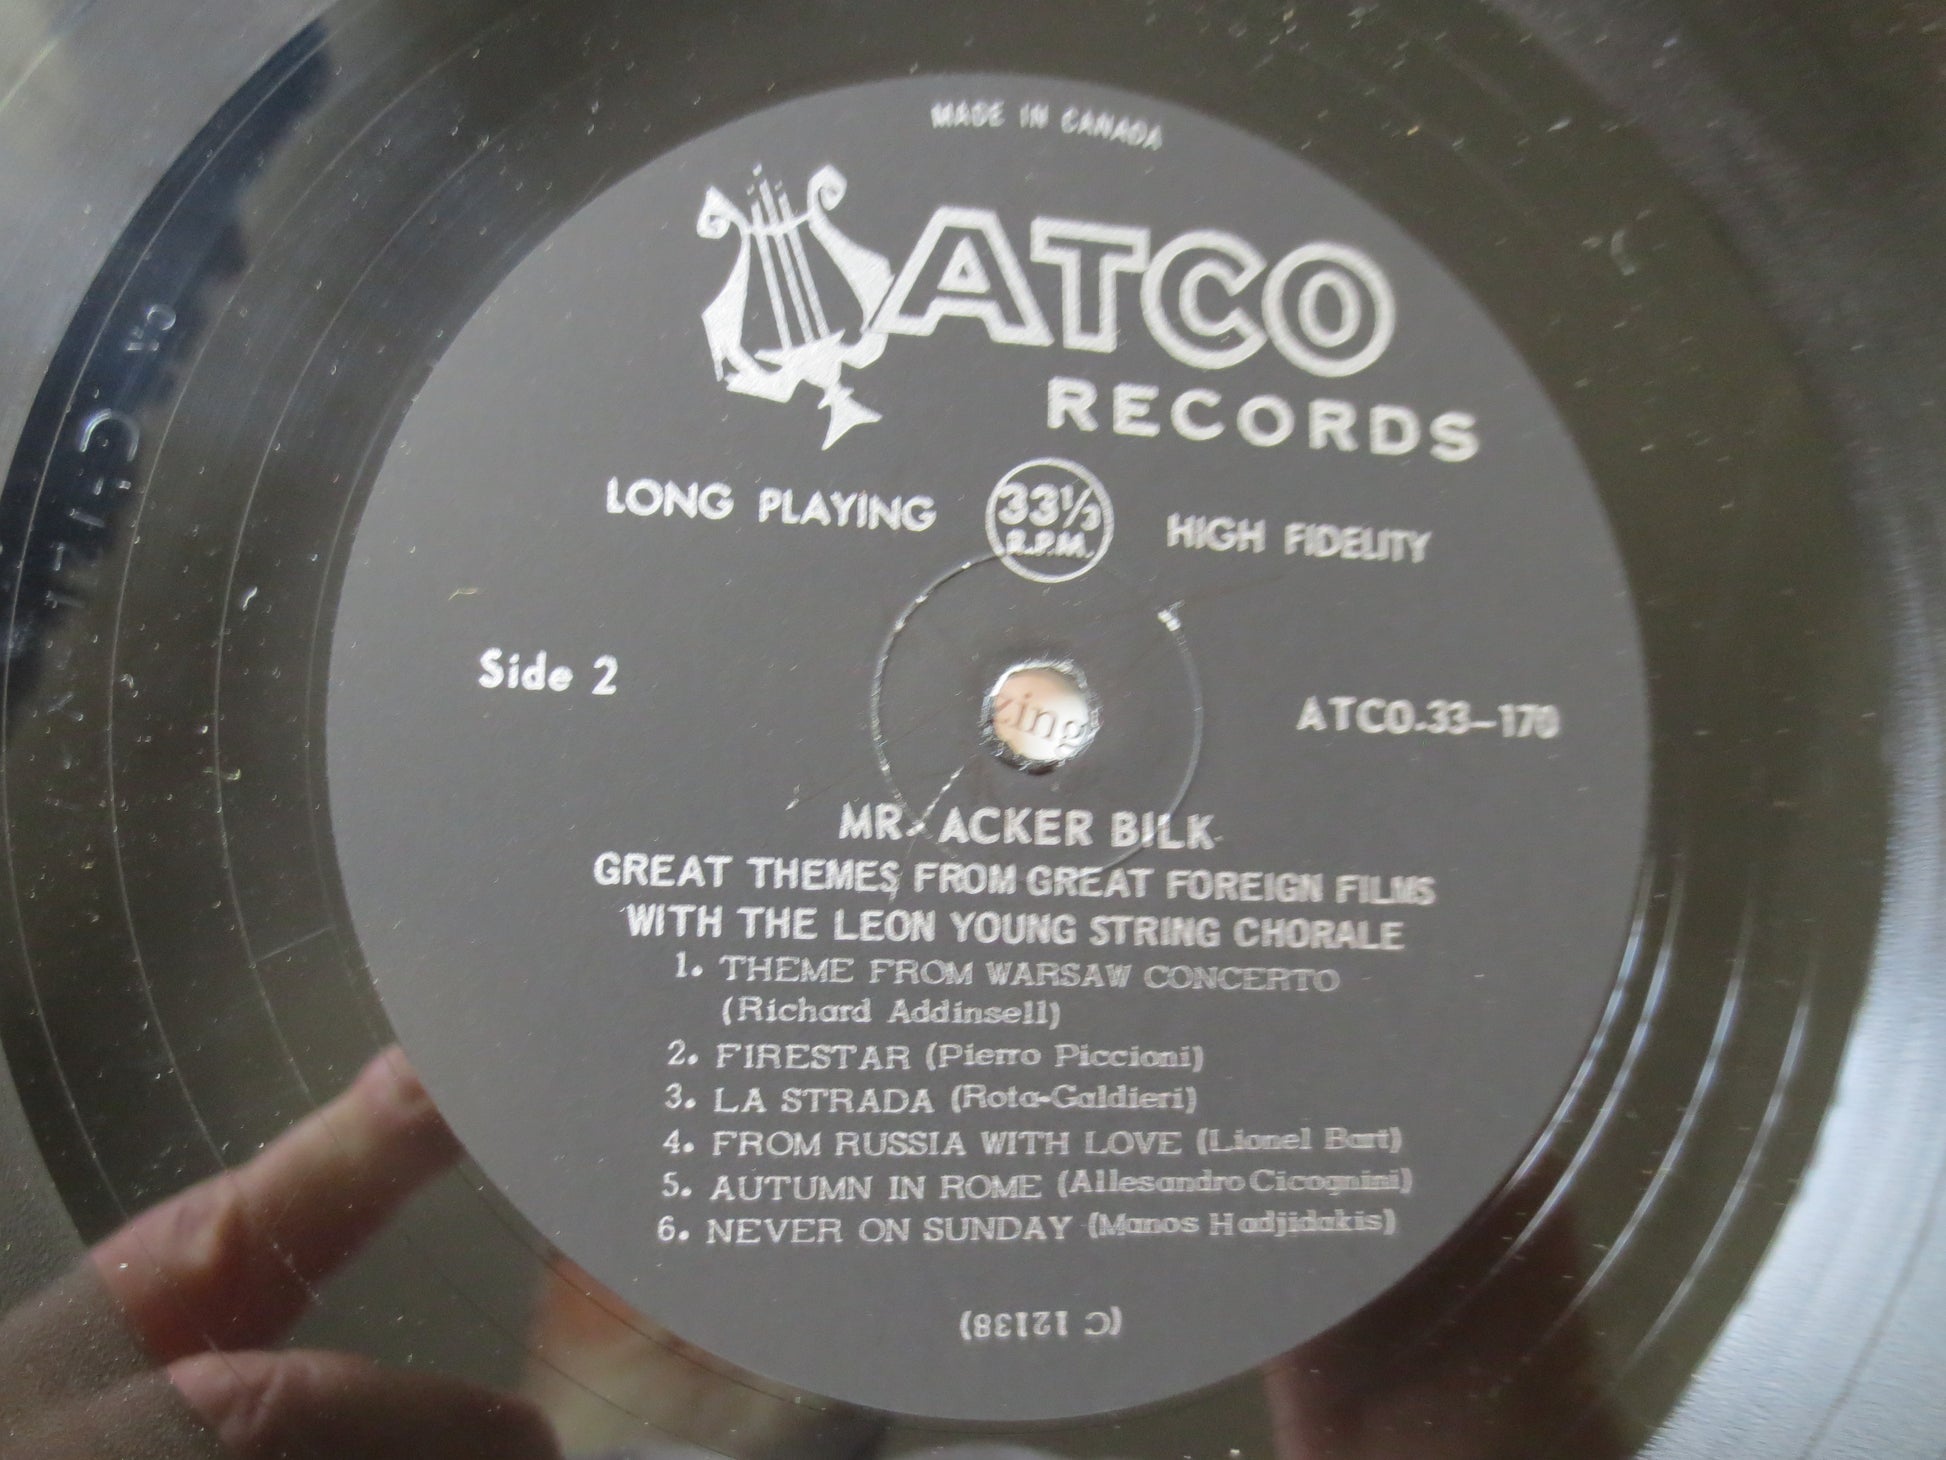 MADE IN CANADA
ATCO
RECORDS
LONG PLAYING 33⅓ R.P.M. HIGH FIDELITY
Side 2
ATCO.33-170
zing
MR. ACKER BILK
GREAT THEMES FROM GREAT FOREIGN FILMS
WITH THE LEON YOUNG STRING CHORALE
1. THEME FROM WARSAW CONCERTO
(Richard Addinsell)
2. FIRESTAR (Pierro Piccioni)
3. LA STRADA (Rota-Galdieri)
4. FROM RUSSIA WITH LOVE (Lionel Bart)
5. AUTUMN IN ROME (Allesandro Cicognini)
6. NEVER ON SUNDAY (Manos Hadjidakis)
(C 12138)